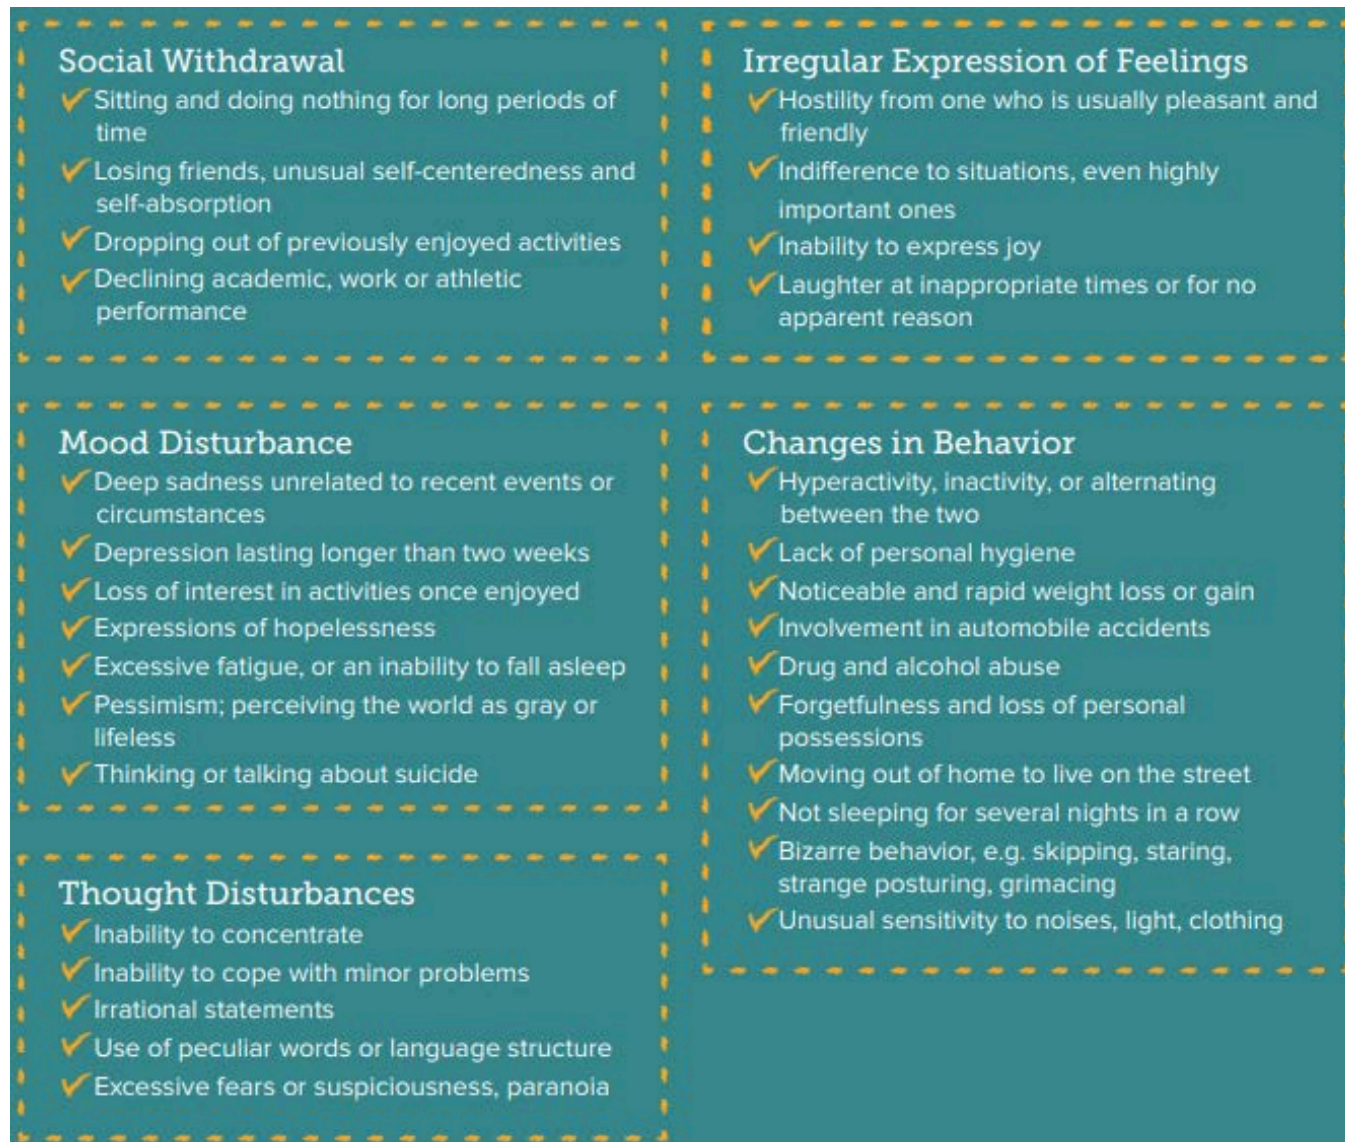 Social Withdrawal
Sitting and doing nothing for long periods of
time
Losing friends, unusual self-centeredness and
self-absorption
Dropping out of previously enjoyed activities
Declining academic, work or athletic
performance
Irregular Expression of Feelings
Hostility from one who is usually pleasant and
friendly
Indifference to situations, even highly
important ones
Inability to express joy
Laughter at inappropriate times or for no
apparent reason
Mood Disturbance
Deep sadness unrelated to recent events or
circumstances
Depression lasting longer than two weeks
Loss of interest in activities once enjoyed
Expressions of hopelessness
Excessive fatigue, or an inability to fall asleep
Pessimism; perceiving the world as gray or
lifeless
Thinking or talking about suicide
Changes in Behavior
Hyperactivity, inactivity, or alternating
between the two
Lack of personal hygiene
Noticeable and rapid weight loss or gain
Involvement in automobile accidents
Drug and alcohol abuse
Forgetfulness and loss of personal
possessions
Moving out of home to live on the street
Not sleeping for several nights in a row
Bizarre behavior, e.g. skipping, staring,
strange posturing, grimacing
Unusual sensitivity to noises, light, clothing
Thought Disturbances
Inability to concentrate
Inability to cope with minor problems
Irrational statements
Use of peculiar words or language structure
Excessive fears or suspiciousness, paranoia